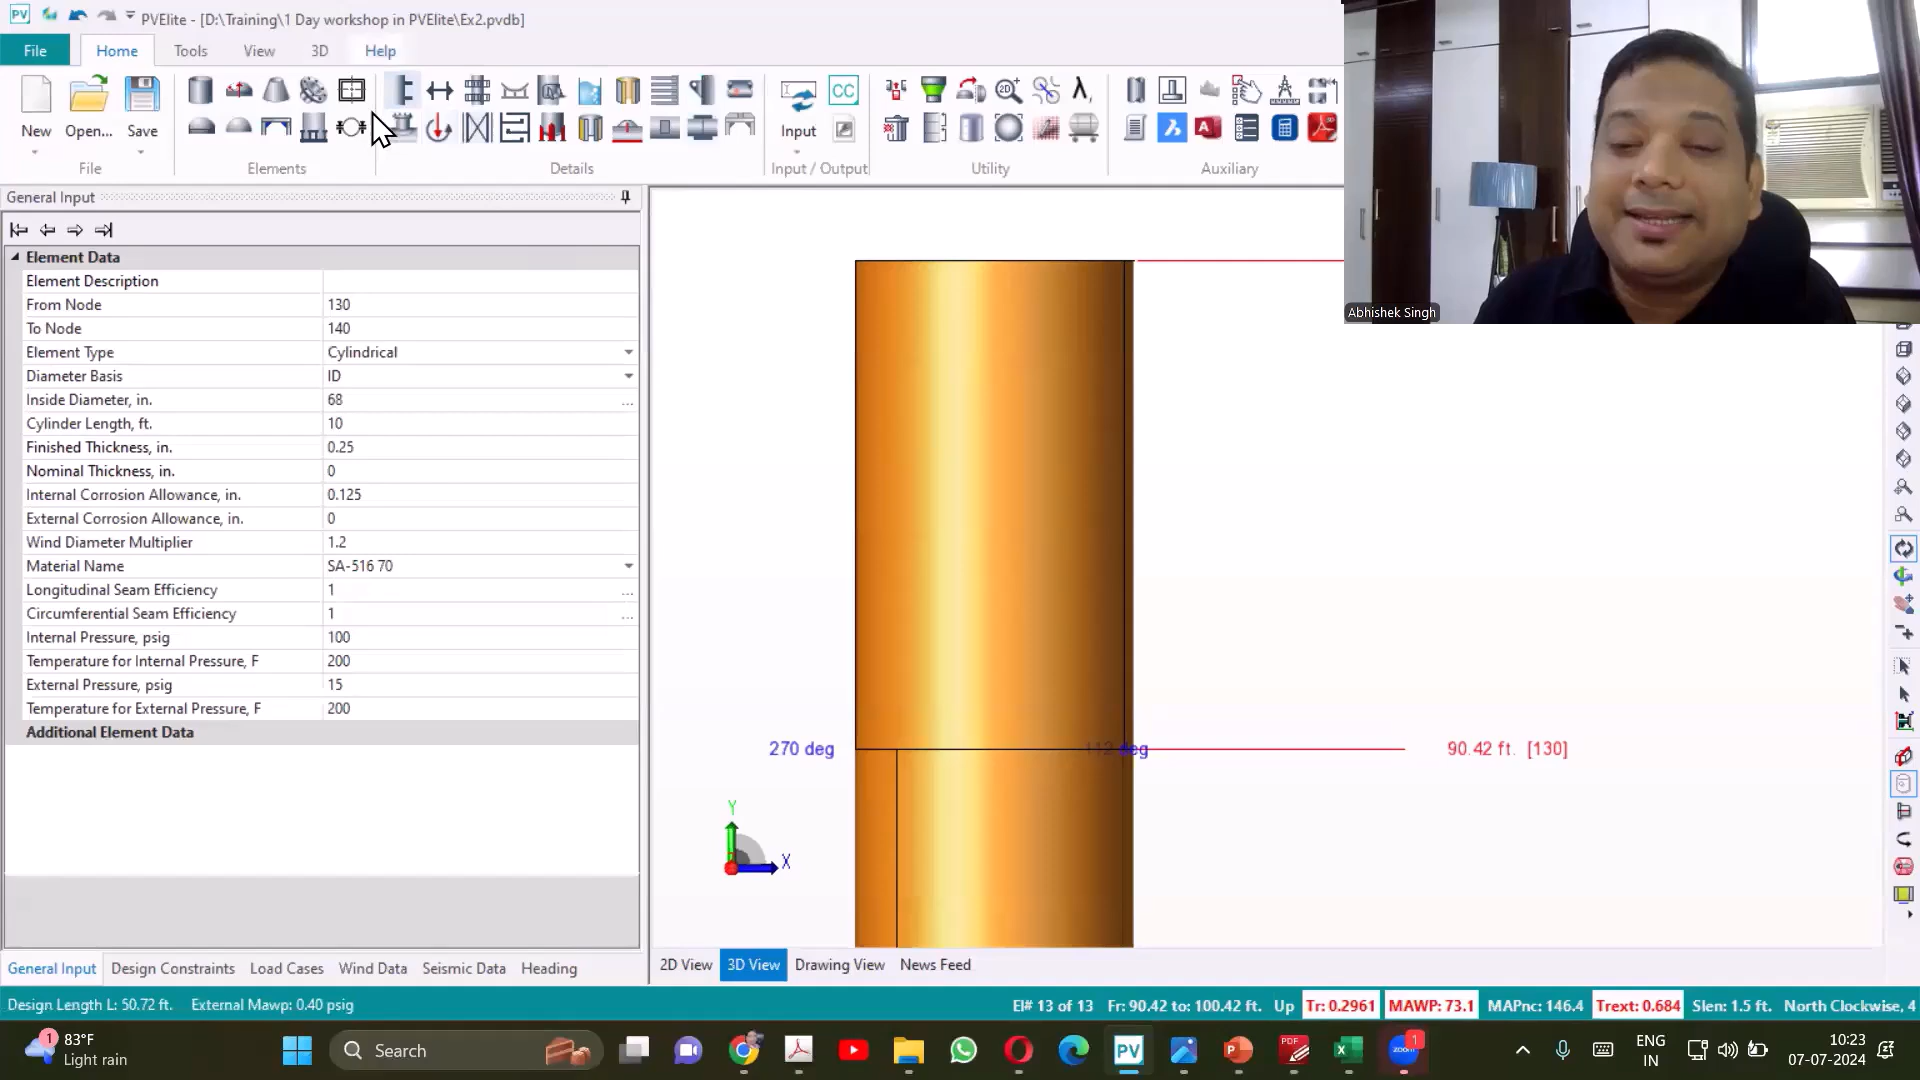 PVElite - [D:\Training\1 Day workshop in PVElite\Ex2.pvdb]
File Home Tools View 3D Help
New Open... Save Input
File Elements Details Input / Output Utility Auxiliary
General Input
Element Data
Element Description
From Node 130
To Node 140
Element Type Cylindrical
Diameter Basis ID
Inside Diameter, in. 68 ...
Cylinder Length, ft. 10
Finished Thickness, in. 0.25
Nominal Thickness, in. 0
Internal Corrosion Allowance, in. 0.125
External Corrosion Allowance, in. 0
Wind Diameter Multiplier 1.2
Material Name SA-516 70
Longitudinal Seam Efficiency 1 ...
Circumferential Seam Efficiency 1 ...
Internal Pressure, psig 100
Temperature for Internal Pressure, F 200
External Pressure, psig 15
Temperature for External Pressure, F 200
Additional Element Data
Abhishek Singh
270 deg 112 deg 90.42 ft. [130]
Y
X
2D View 3D View Drawing View News Feed
General Input Design Constraints Load Cases Wind Data Seismic Data Heading
Design Length L: 50.72 ft. External Mawp: 0.40 psig El# 13 of 13 Fr: 90.42 to: 100.42 ft. Up Tr: 0.2961 MAWP: 73.1 MAPnc: 146.4 Trext: 0.684 Slen: 1.5 ft. North Clockwise, 4
83°F
Light rain
Search
ENG
IN
10:23
07-07-2024